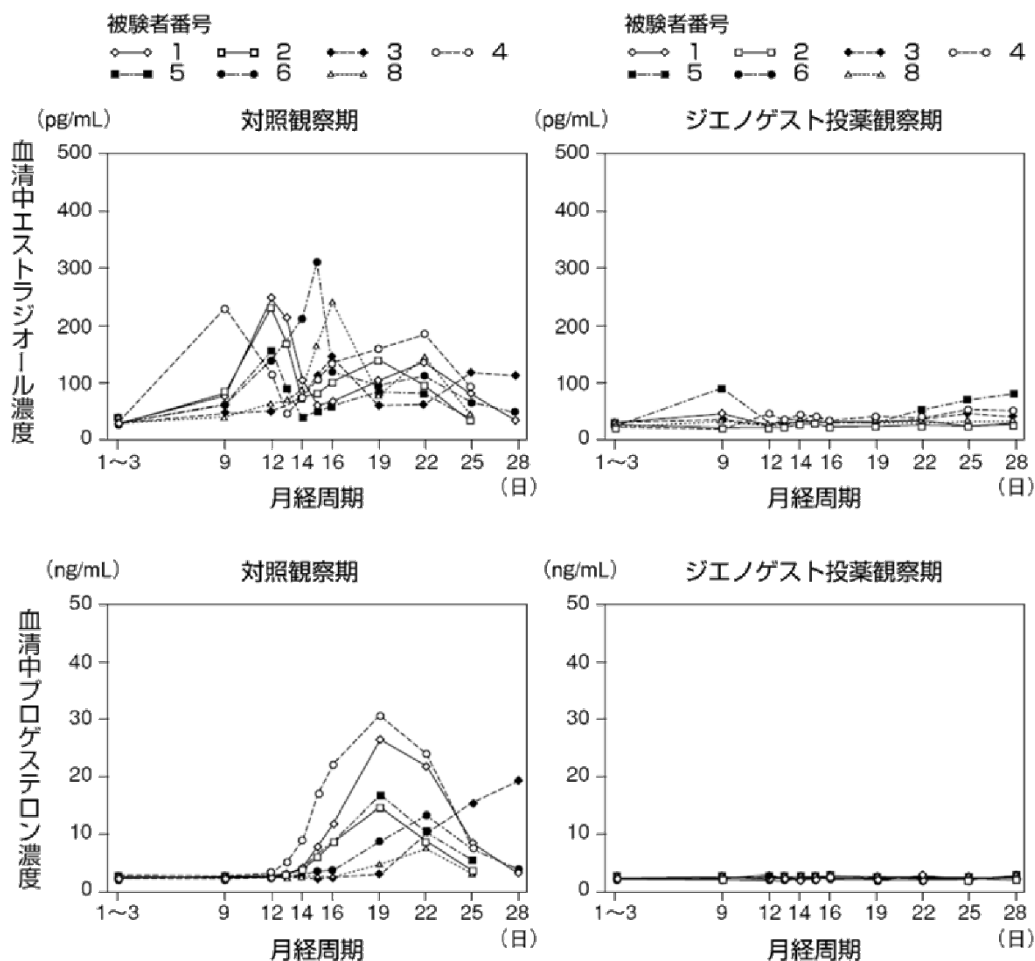 被験者番号
1 2 3 4
5 6 8
被験者番号
1 2 3 4
5 6 8
(pg/mL) 対照観察期
血清中エストラジオール濃度
500
400
300
200
100
0
1～3 9 12 14 16 19 22 25 28
(日)
月経周期
(pg/mL) ジエノゲスト投薬観察期
500
400
300
200
100
0
1～3 9 12 14 16 19 22 25 28
(日)
月経周期
(ng/mL) 対照観察期
血清中プロゲステロン濃度
50
40
30
20
10
0
1～3 9 12 14 16 19 22 25 28
(日)
月経周期
(ng/mL) ジエノゲスト投薬観察期
50
40
30
20
10
0
1～3 9 12 14 16 19 22 25 28
(日)
月経周期